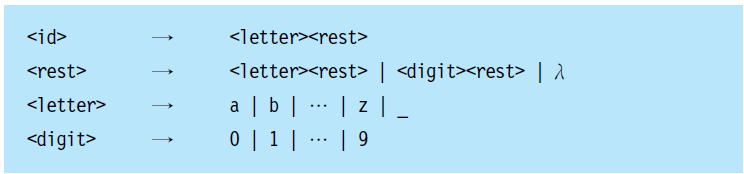 <id> → <letter><rest>
<rest> → <letter><rest> | <digit><rest> | λ
<letter> → a | b | ⋯ | z | _
<digit> → 0 | 1 | ⋯ | 9